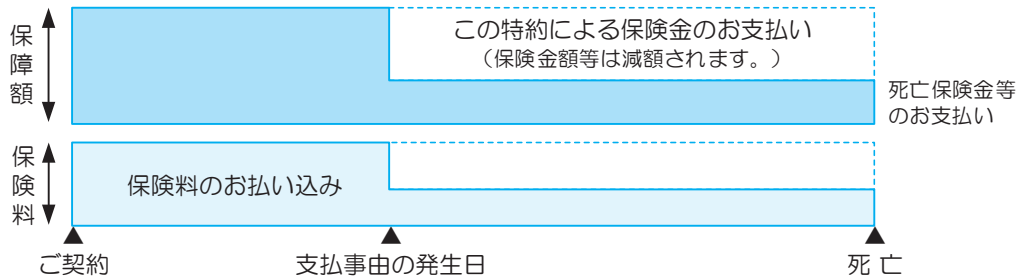 保障額
この特約による保険金のお支払い
（保険金額等は減額されます。）
死亡保険金等
のお支払い
保険料
保険料のお払い込み
ご契約
支払事由の発生日
死 亡